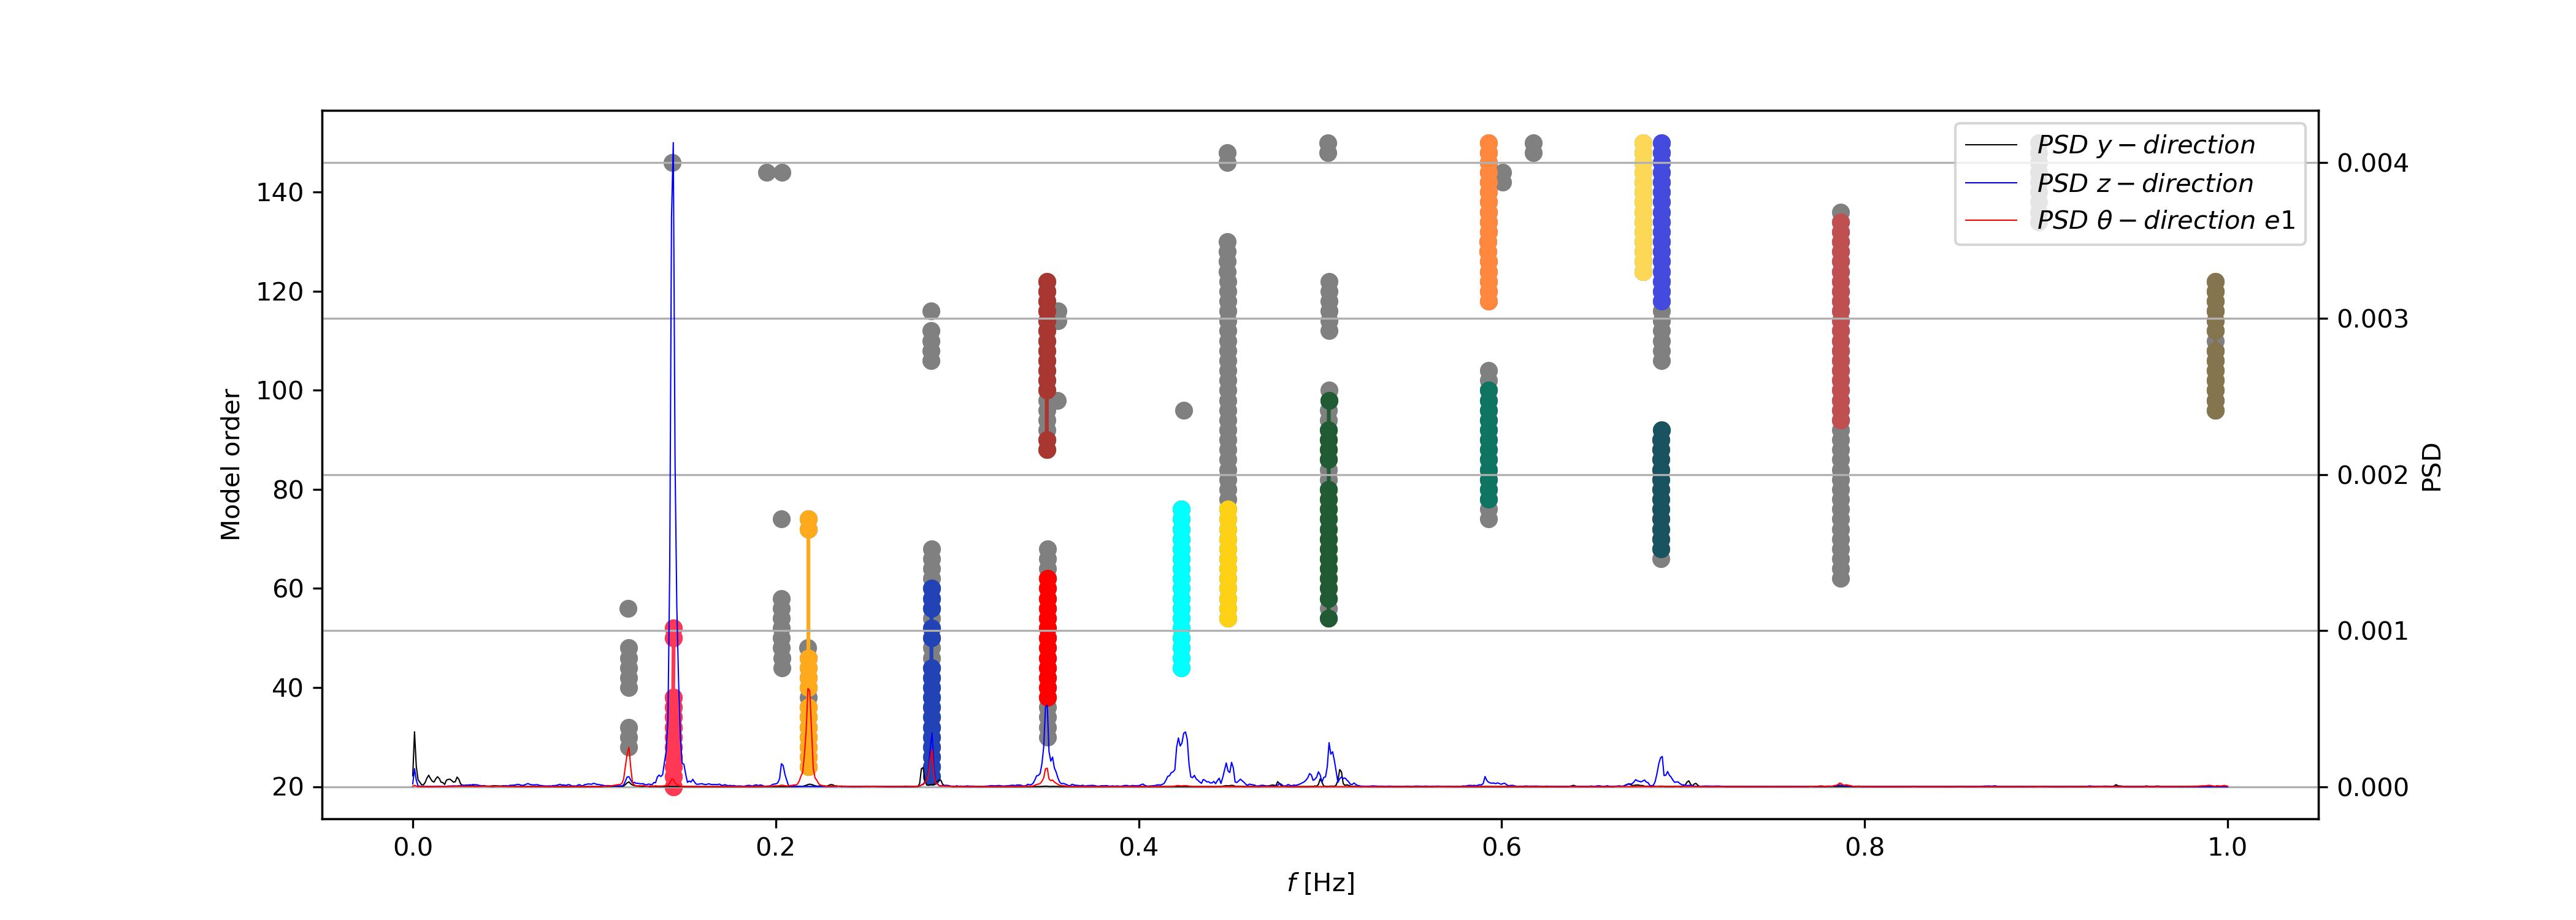 PSD y − direction
PSD z − direction
PSD θ − direction e1
140
120
100
80
60
40
20
Model order
0.004
0.003
0.002
0.001
0.000
PSD
0.0 0.2 0.4 0.6 0.8 1.0
f [Hz]